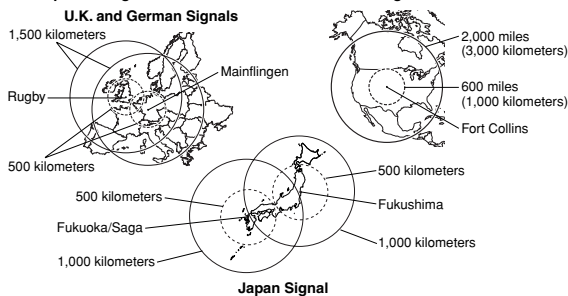 U.K. and German Signals
1,500 kilometers
Rugby
Mainflingen
500 kilometers
2,000 miles
(3,000 kilometers)
600 miles
(1,000 kilometers)
Fort Collins
500 kilometers
Fukuoka/Saga
1,000 kilometers
500 kilometers
Fukushima
1,000 kilometers
Japan Signal